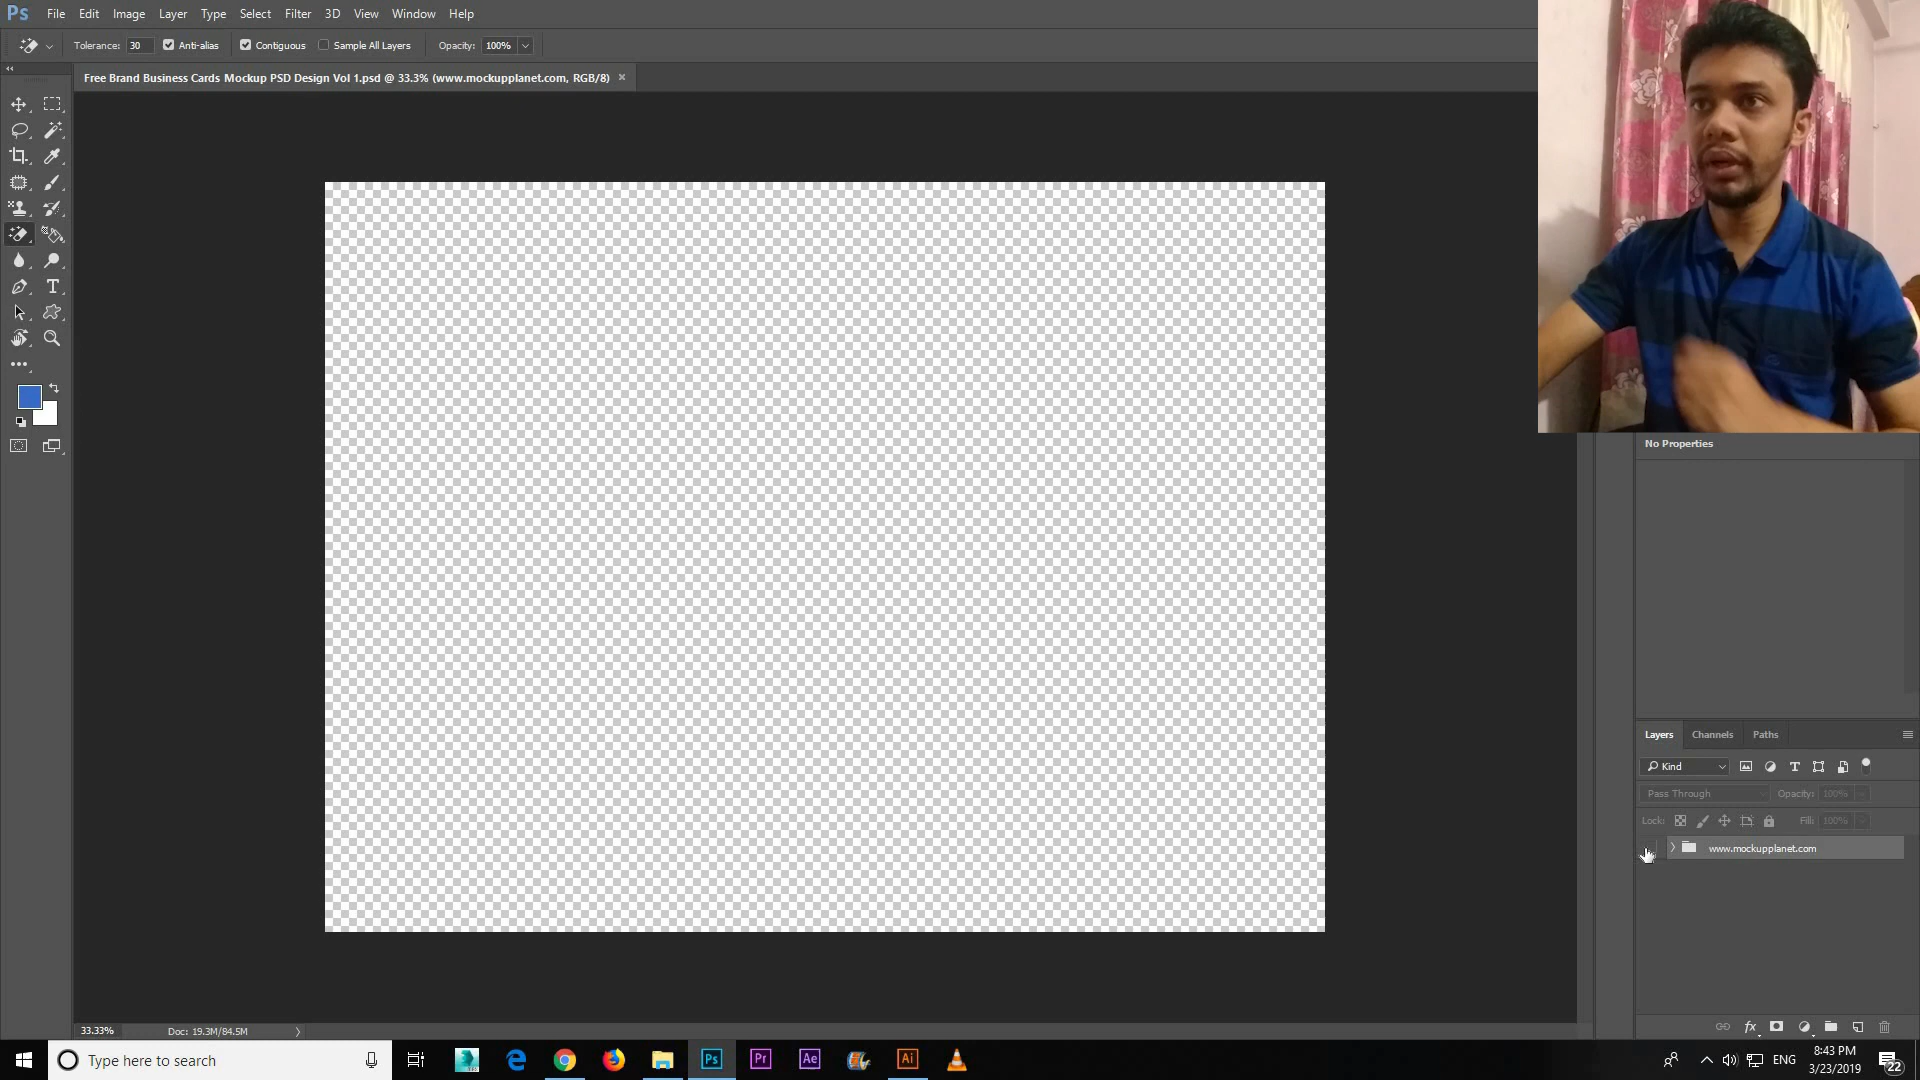 Ps File Edit Image Layer Type Select Filter 3D View Window Help
Tolerance: 30 Anti-alias Contiguous Sample All Layers Opacity: 100%
Free Brand Business Cards Mockup PSD Design Vol 1.psd @ 33.3% (www.mockupplanet.com, RGB/8) ×
T
No Properties
Layers Channels Paths
Kind T
Pass Through Opacity: 100%
Lock: Fill: 100%
www.mockupplanet.com
fx
33.33% Doc: 19.3M/84.5M
Type here to search
Ps Pr Ae Ai
ENG 8:43 PM
3/23/2019 22